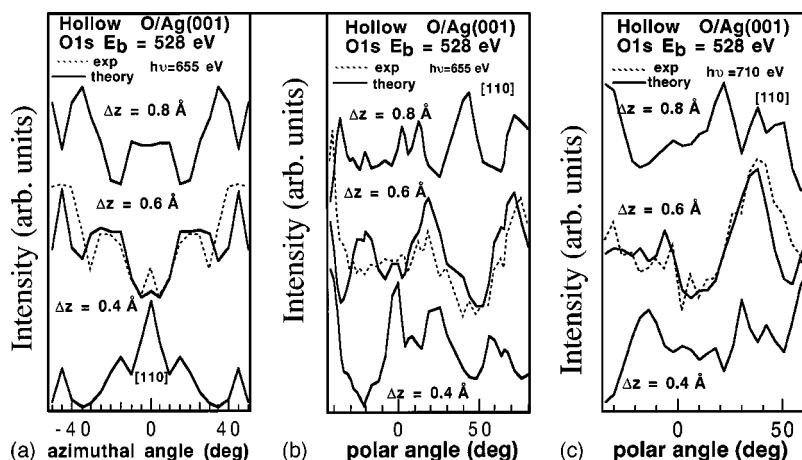 Hollow O/Ag(001)
O1s E_b = 528 eV
exp hυ=655 eV
theory
Δz = 0.8 Å
Δz = 0.6 Å
Δz = 0.4 Å
[110]
Intensity (arb. units)
-40 0 40
(a) azimuthal angle (deg)
Hollow O/Ag(001)
O1s E_b = 528 eV
exp hυ=655 eV
theory
[110]
Δz = 0.8 Å
Δz = 0.6 Å
Δz = 0.4 Å
Intensity (arb. units)
0 50
(b) polar angle (deg)
Hollow O/Ag(001)
O1s E_b = 528 eV
exp
theory hυ = 710 eV
[110]
Δz = 0.8 Å
Δz = 0.6 Å
Δz = 0.4 Å
Intensity (arb. units)
0 50
(c) polar angle (deg)